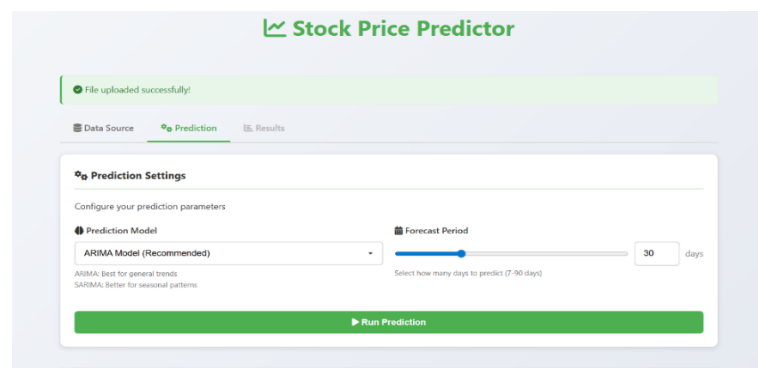 Stock Price Predictor
File uploaded successfully!
Data Source Prediction Results
Prediction Settings
Configure your prediction parameters
Prediction Model
ARIMA Model (Recommended)
ARIMA: Best for general trends
SARIMA: Better for seasonal patterns
Forecast Period
30 days
Select how many days to predict (7-90 days)
Run Prediction